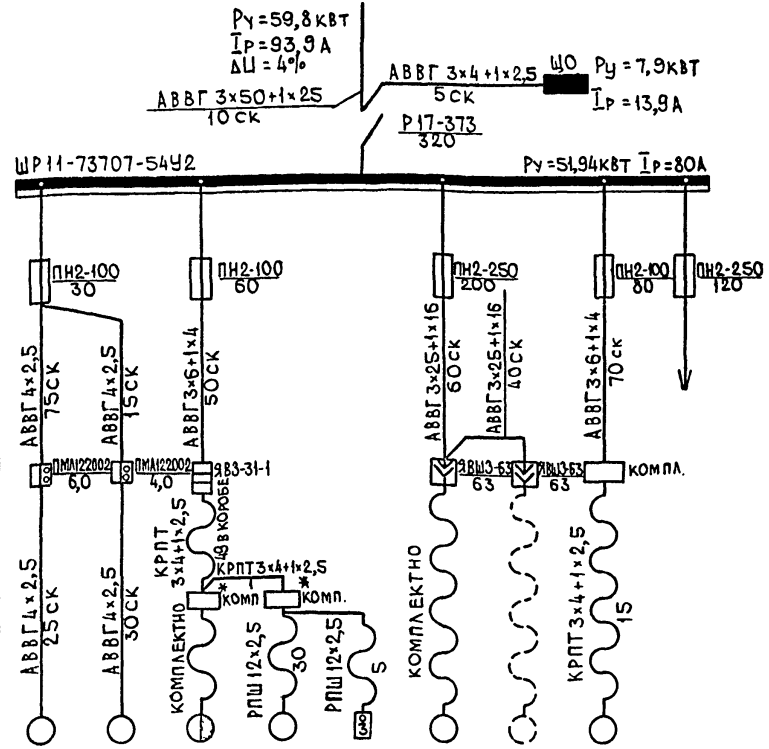 Ру=59,8 КВТ
Iр=93,9 А
ΔU = 4%
АВВГ 3×50+1×25
10 СК
АВВГ 3×4+1×2,5
5 СК
ЩО
Ру=7,9 КВТ
Iр=13,9 А
Р17-373
320
ШР11-73707-54У2
Ру=51,94 КВТ Iр=80А
ПН2-100
30
ПН2-100
60
ПН2-250
200
ПН2-100
80
ПН2-250
120
АВВГ 4×2,5
75 СК
АВВГ 4×2,5
15 СК
АВВГ 3×6+1×4
50 СК
АВВГ 3×25+1×16
60 СК
АВВГ 3×25+1×16
40 СК
АВВГ 3×6+1×4
70 СК
ПМЛ122002
6,0
ПМЛ122002
4,0
ЯВЗ-31-1
ЯВШ3-63
63
ЯВШ3-63
63
КОМПЛ.
АВВГ 4×2,5
25 СК
АВВГ 4×2,5
30 СК
КРПТ
3×4+1×2,5
49 В КОРОБЕ
КРПТ 3×4+1×2,5
* КОМП
* КОМП.
КОМПЛЕКТНО
РПШ 12×2,5
30
РПШ 12×2,5
5
КОМПЛЕКТНО
КРПТ 3×4+1×2,5
15